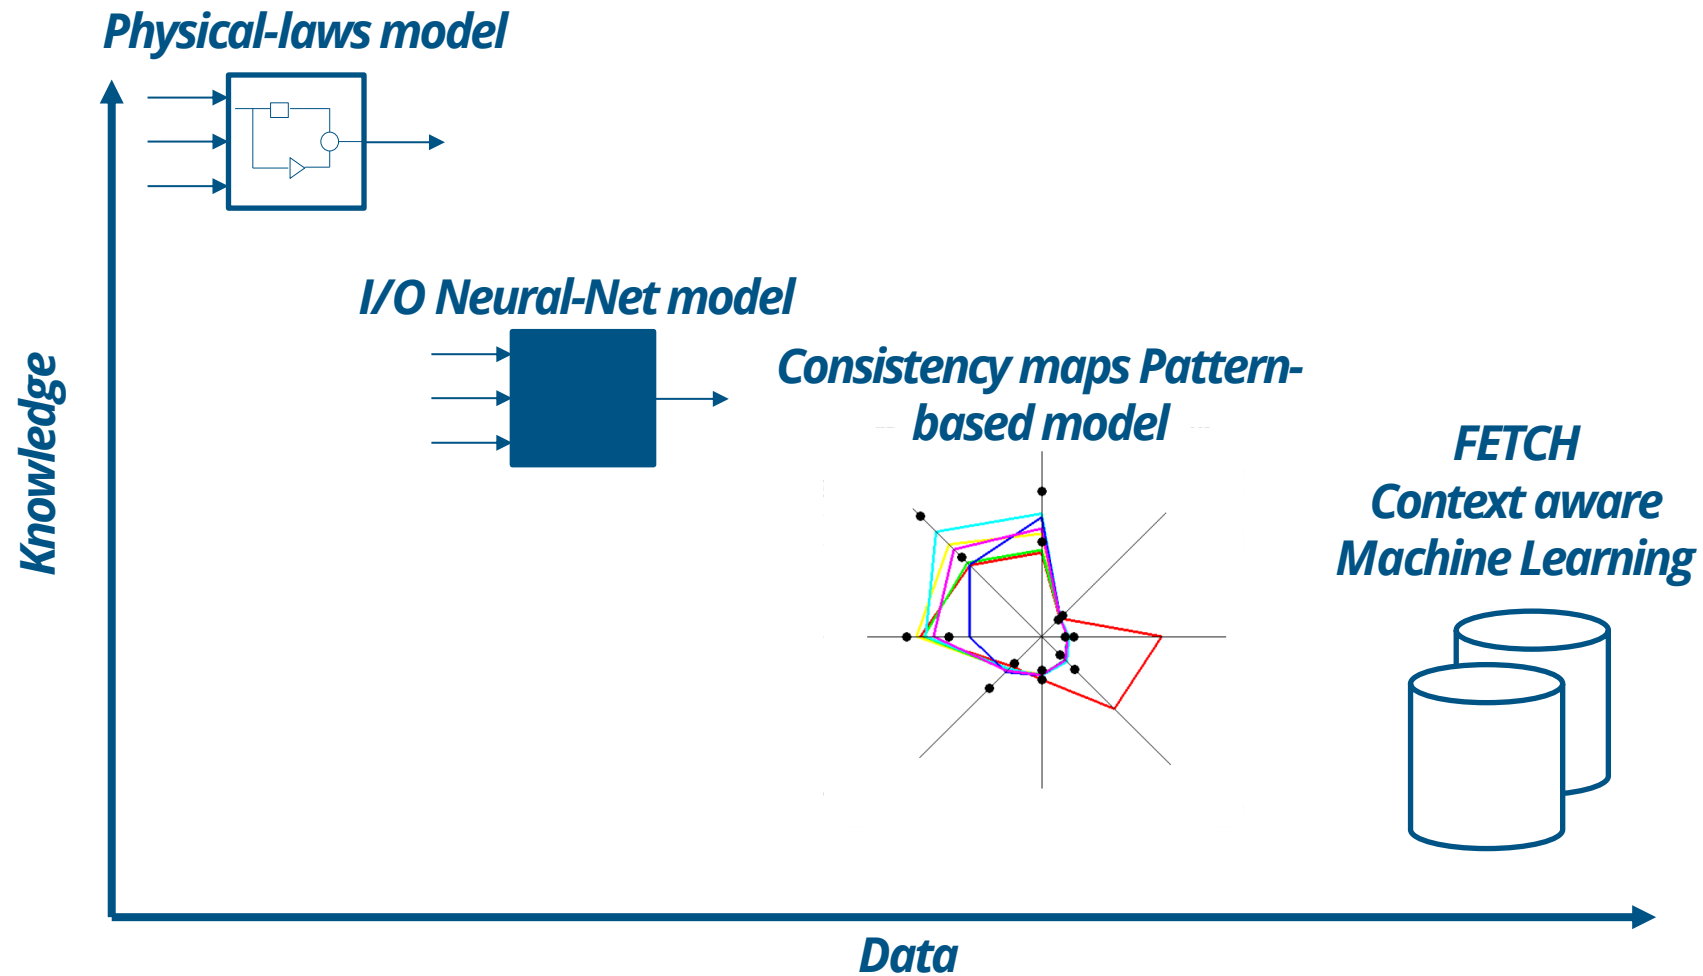 Physical-laws model
I/O Neural-Net model
Consistency maps Pattern-
based model
FETCH
Context aware
Machine Learning
Knowledge
Data